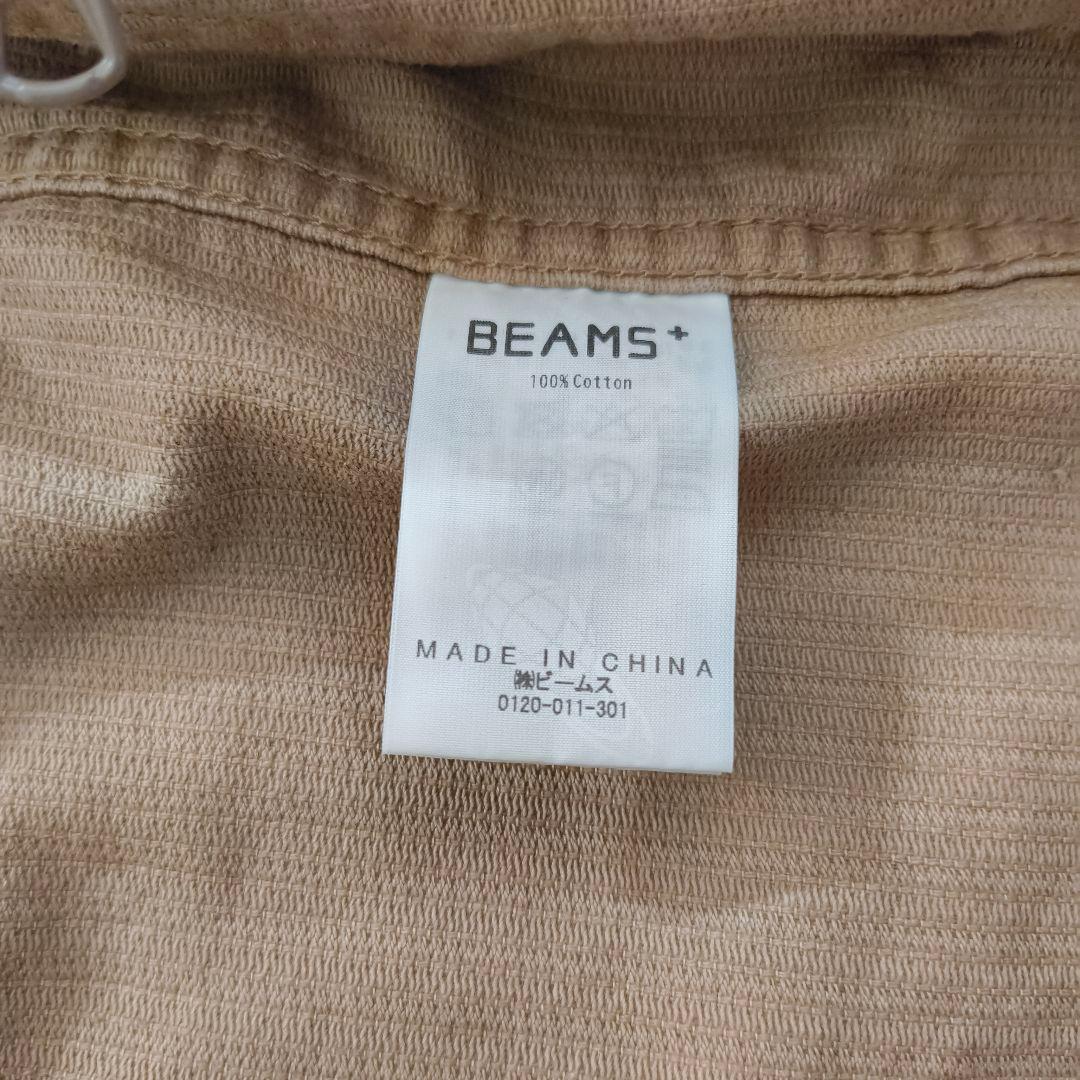 BEAMS+
100%Cotton
MADE IN CHINA
㈱ビームス
0120-011-301